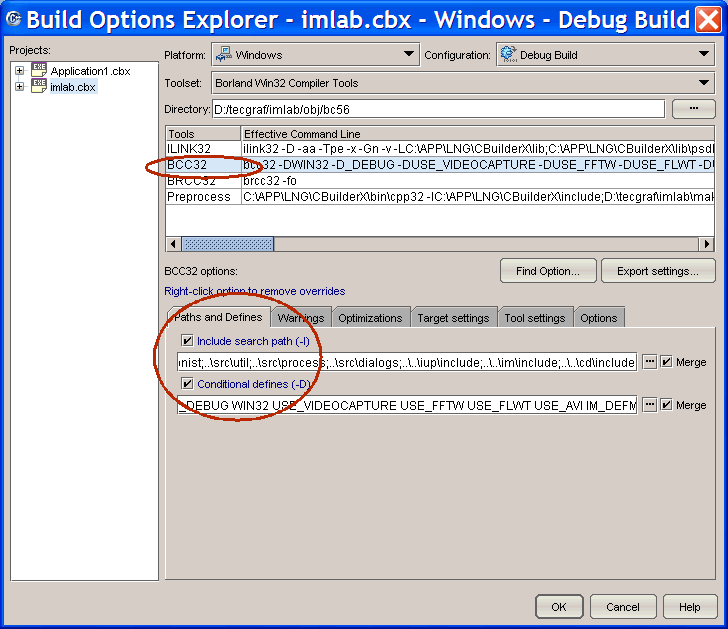 Build Options Explorer - imlab.cbx - Windows - Debug Build
Projects:
Application1.cbx
imlab.cbx
Platform: Windows Configuration: Debug Build
Toolset: Borland Win32 Compiler Tools
Directory: D:/tecgraf/imlab/obj/bc56 ...
Tools Effective Command Line
ILINK32 ilink32 -D -aa -Tpe -x -Gn -v -LC:\APP\LNG\CBuilderX\lib;C:\APP\LNG\CBuilderX\lib\psdl
BCC32 bcc32 -DWIN32 -D_DEBUG -DUSE_VIDEOCAPTURE -DUSE_FFTW -DUSE_FLWT -DU
BRCC32 brcc32 -fo
Preprocess C:\APP\LNG\CBuilderX\bin\cpp32 -IC:\APP\LNG\CBuilderX\include;D:\tecgraf\imlab\mak
BCC32 options: Find Option... Export settings...
Right-click option to remove overrides
Paths and Defines Warnings Optimizations Target settings Tool settings Options
Include search path (-I)
nist;..\src\util;..\src\process;..\src\dialogs;..\..\iup\include;..\..\im\include;..\..\cd\include ... Merge
Conditional defines (-D)
_DEBUG WIN32 USE_VIDEOCAPTURE USE_FFTW USE_FLWT USE_AVI IM_DEFM ... Merge
OK Cancel Help